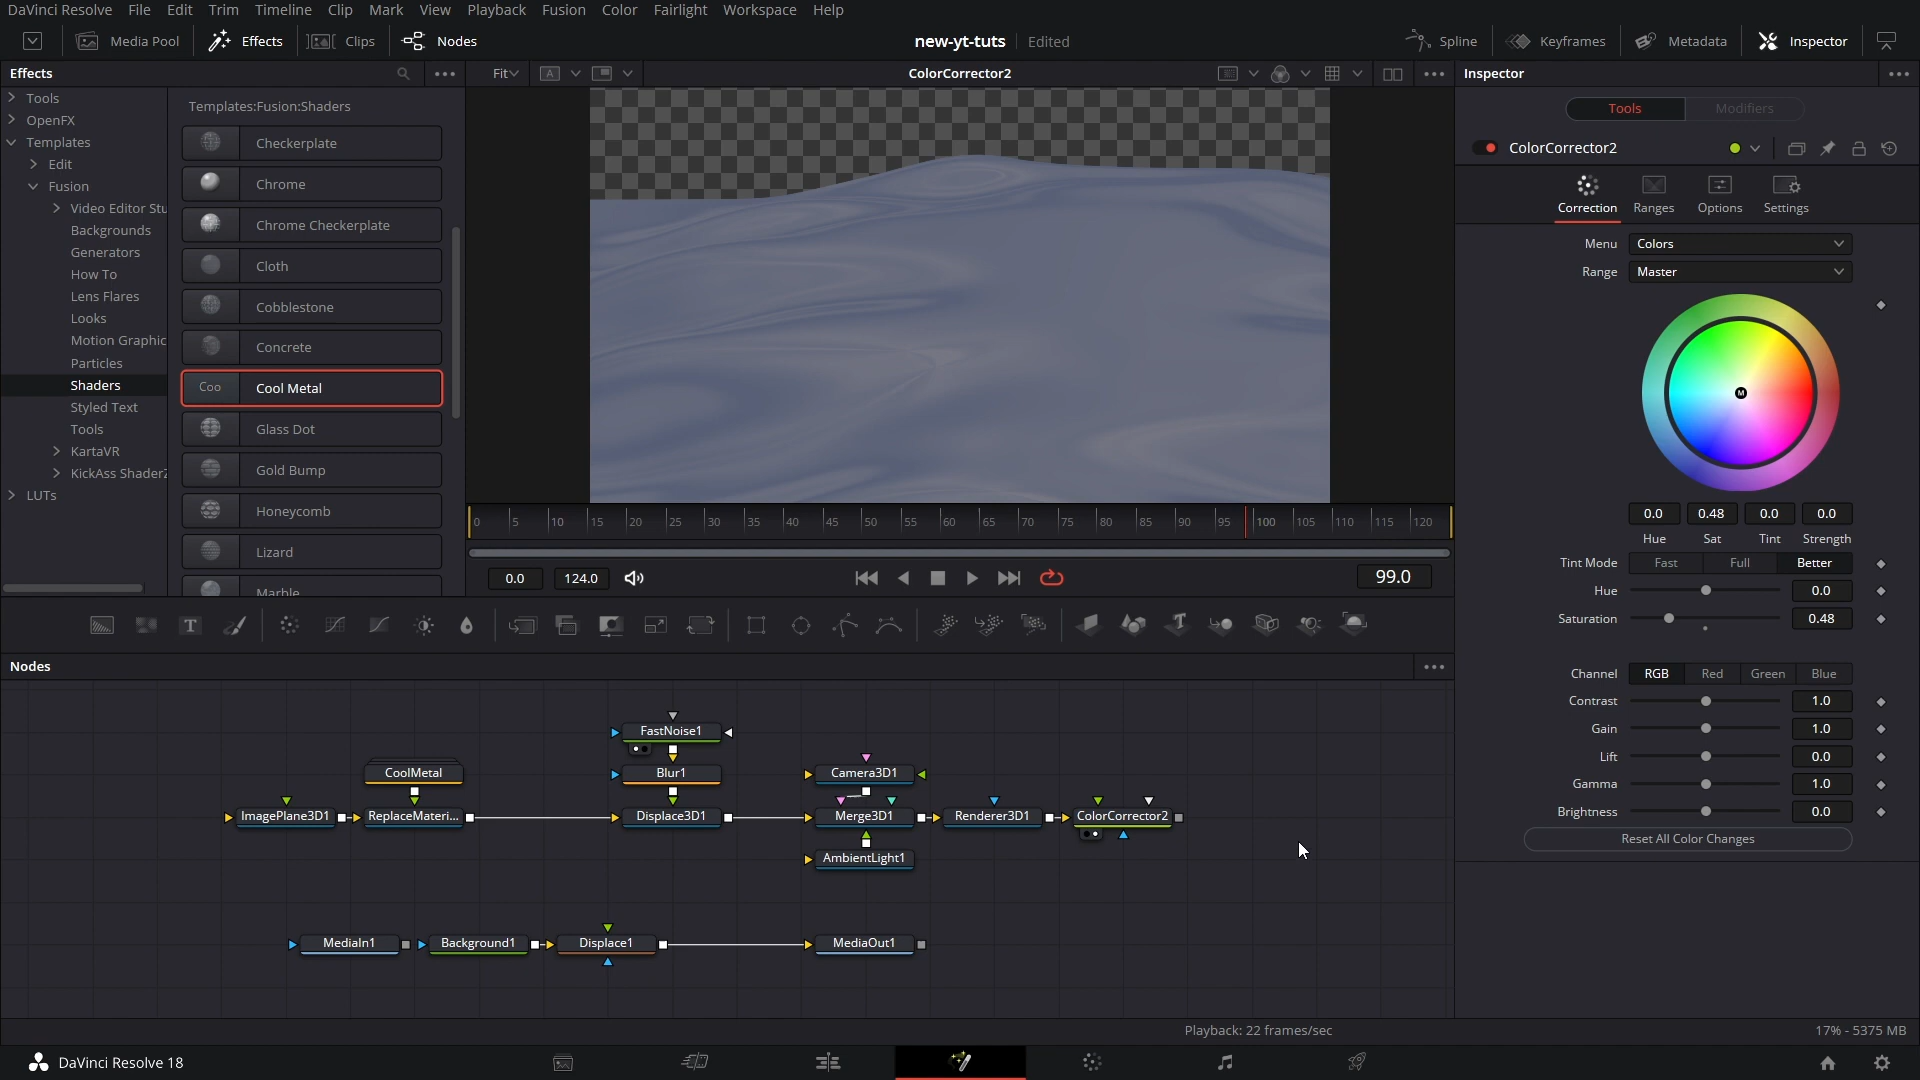 DaVinci Resolve File Edit Trim Timeline Clip Mark View Playback Fusion Color Fairlight Workspace Help
Media Pool Effects Clips Nodes new-yt-tuts Edited Spline Keyframes Metadata Inspector
Effects
Fit
A
ColorCorrector2
Inspector
Tools
OpenFX
Templates
Edit
Fusion
Video Editor Stu
Backgrounds
Generators
How To
Lens Flares
Looks
Motion Graphic
Particles
Shaders
Styled Text
Tools
KartaVR
KickAss ShaderZ
LUTs
Templates:Fusion:Shaders
Checkerplate
Chrome
Chrome Checkerplate
Cloth
Cobblestone
Concrete
Coo Cool Metal
Glass Dot
Gold Bump
Honeycomb
Lizard
Marble
0 5 10 15 20 25 30 35 40 45 50 55 60 65 70 75 80 85 90 95 100 105 110 115 120
0.0 124.0 99.0
Tools Modifiers
ColorCorrector2
Correction Ranges Options Settings
Menu Colors
Range Master
M
0.0 0.48 0.0 0.0
Hue Sat Tint Strength
Tint Mode Fast Full Better
Hue 0.0
Saturation 0.48
Channel RGB Red Green Blue
Contrast 1.0
Gain 1.0
Lift 0.0
Gamma 1.0
Brightness 0.0
Reset All Color Changes
T
T
Nodes
FastNoise1
CoolMetal Blur1 Camera3D1
ImagePlane3D1 ReplaceMateri... Displace3D1 Merge3D1 Renderer3D1 ColorCorrector2
AmbientLight1
MediaIn1 Background1 Displace1 MediaOut1
Playback: 22 frames/sec 17% - 5375 MB
DaVinci Resolve 18